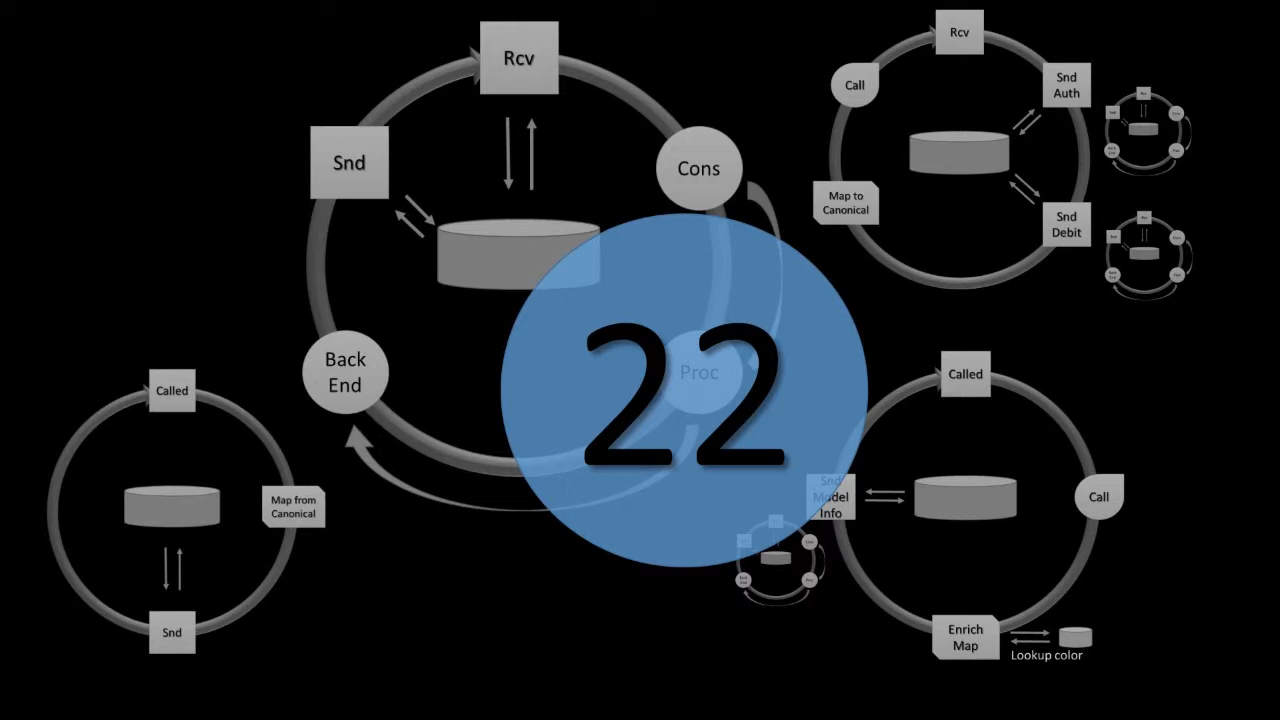 Rcv
Snd
Cons
Proc
Back
End
22
Rcv
Call
Snd
Auth
Map to
Canonical
Snd
Debit
Called
Map from
Canonical
Snd
Called
Snd
Model
Info
Call
Enrich
Map
Lookup color